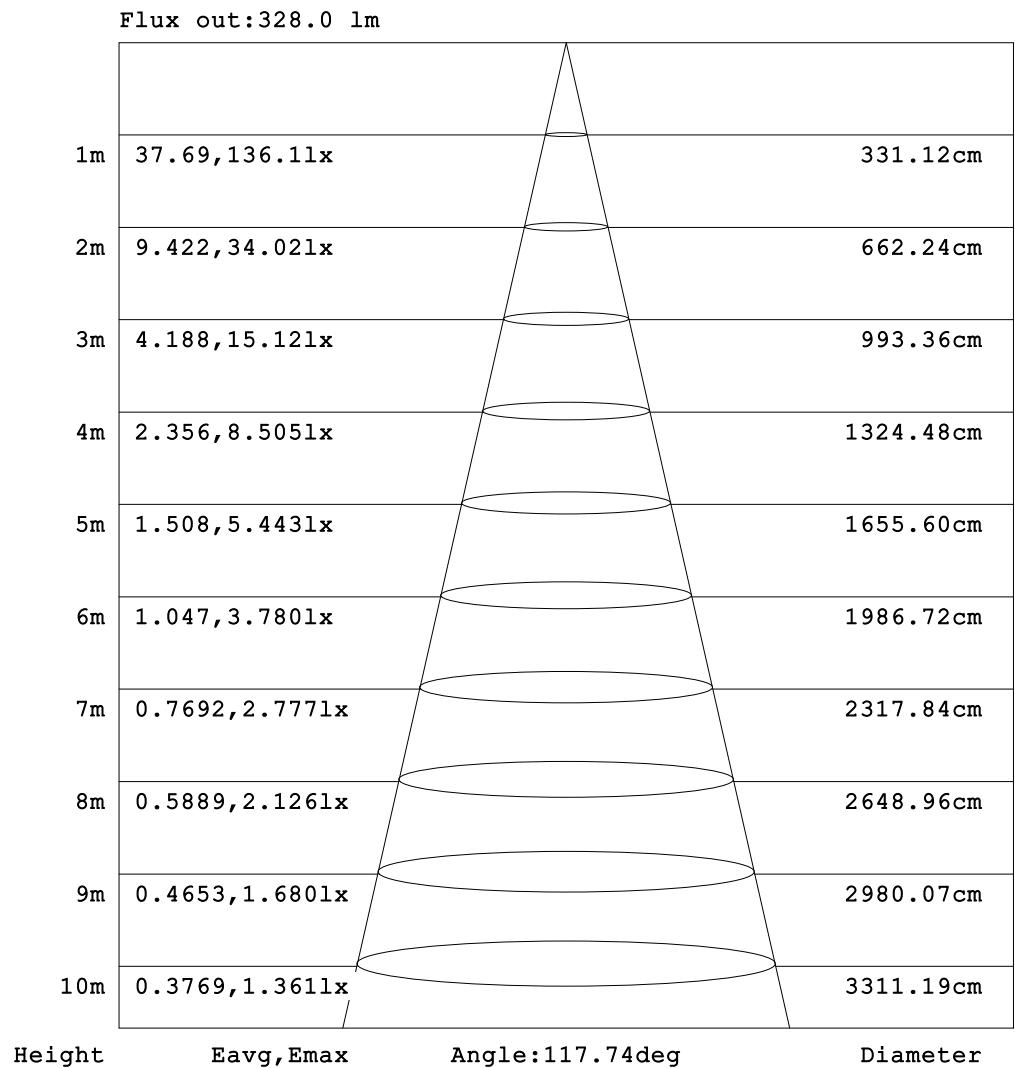 Flux out:328.0 lm
1m 37.69,136.1lx 331.12cm
2m 9.422,34.02lx 662.24cm
3m 4.188,15.12lx 993.36cm
4m 2.356,8.505lx 1324.48cm
5m 1.508,5.443lx 1655.60cm
6m 1.047,3.780lx 1986.72cm
7m 0.7692,2.777lx 2317.84cm
8m 0.5889,2.126lx 2648.96cm
9m 0.4653,1.680lx 2980.07cm
10m 0.3769,1.361lx 3311.19cm
Height Eavg,Emax Angle:117.74deg Diameter